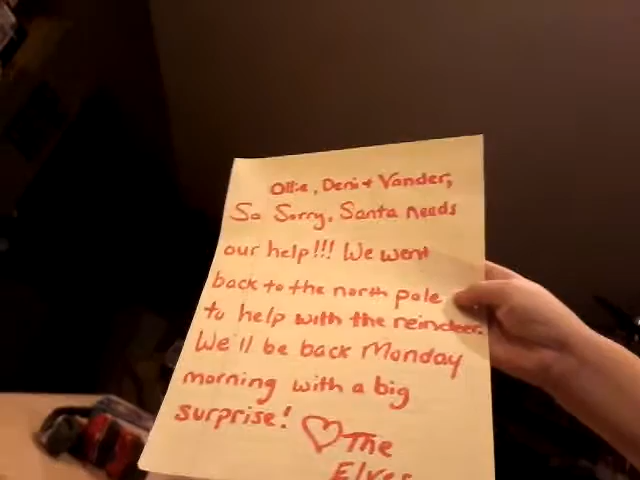 Ollie, Deni + Vander,
So Sorry, Santa needs
our help!!! We went
back to the north pole
to help with the reindeer.
We'll be back Monday
morning with a big
surprise! ♡ The
Elves